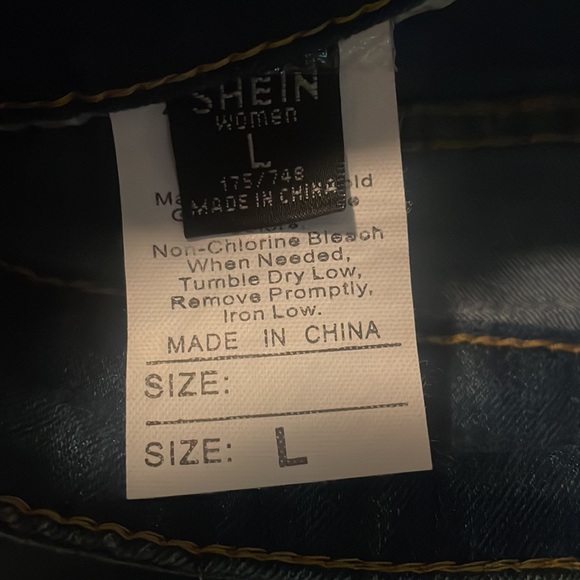 SHEIN
women
L
175/74B
MADE IN CHINA
Non-Chlorine Bleach
When Needed,
Tumble Dry Low,
Remove Promptly,
Iron Low.
MADE IN CHINA
SIZE:
SIZE: L